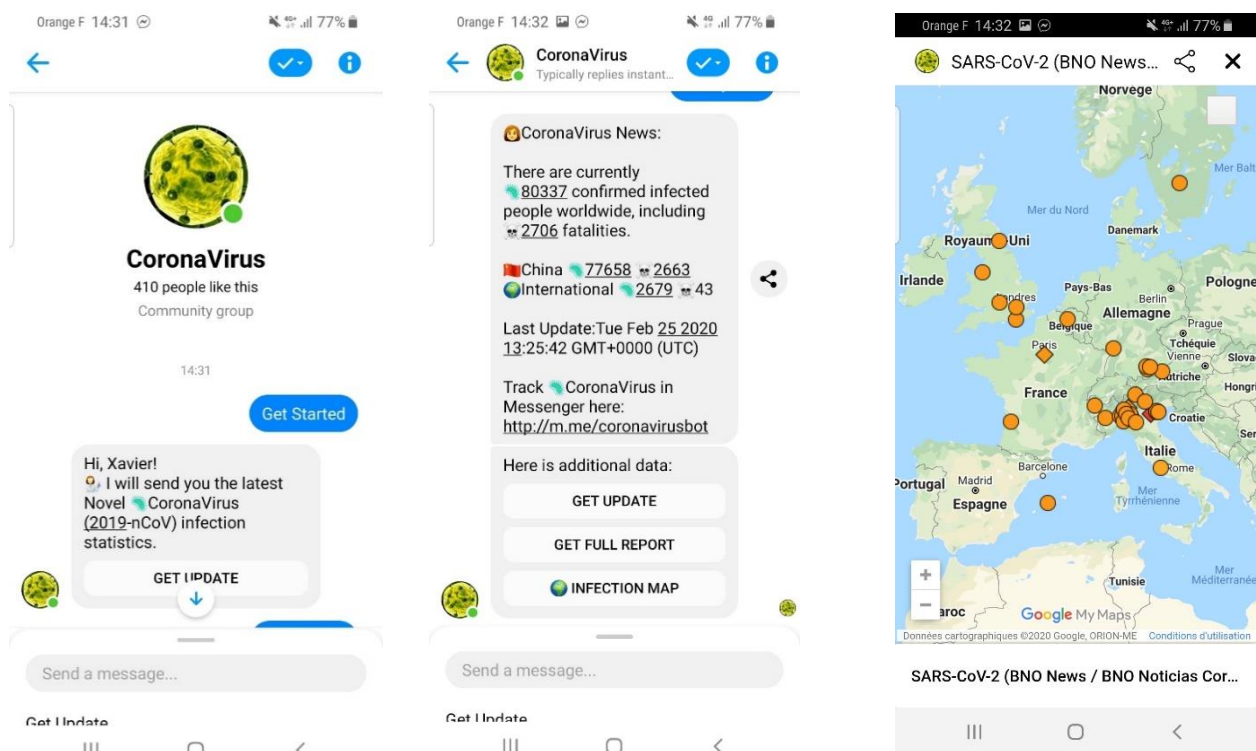 Orange F 14:31
77%
CoronaVirus
410 people like this
Community group
14:31
Get Started
Hi, Xavier!
I will send you the latest
Novel CoronaVirus
(2019-nCoV) infection
statistics.
GET UPDATE
Send a message...
Get Update
Orange F 14:32
4G 77%
CoronaVirus
Typically replies instant...
CoronaVirus News:
There are currently
80337 confirmed infected
people worldwide, including
2706 fatalities.
China 77658 2663
International 2679 43
Last Update:Tue Feb 25 2020
13:25:42 GMT+0000 (UTC)
Track CoronaVirus in
Messenger here:
http://m.me/coronavirusbot
Here is additional data:
GET UPDATE
GET FULL REPORT
INFECTION MAP
Send a message...
Get Update
Orange F 14:32
77%
SARS-CoV-2 (BNO News...
Norvège
Mer Balt
Mer du Nord
Danemark
Royaume-Uni
Irlande
Pays-Bas
Berlin
Pologne
Allemagne
Belgique
Prague
Paris
Tchéquie
Vienne
Slova
Autriche
Hongri
France
Croatie
Ser
Italie
Barcelone
Rome
Portugal
Madrid
Espagne
Mer
Tyrrhénienne
Mer
Méditerranée
Tunisie
+
−
aroc
Google My Maps
Données cartographiques ©2020 Google, ORION-ME Conditions d'utilisation
SARS-CoV-2 (BNO News / BNO Noticias Cor...